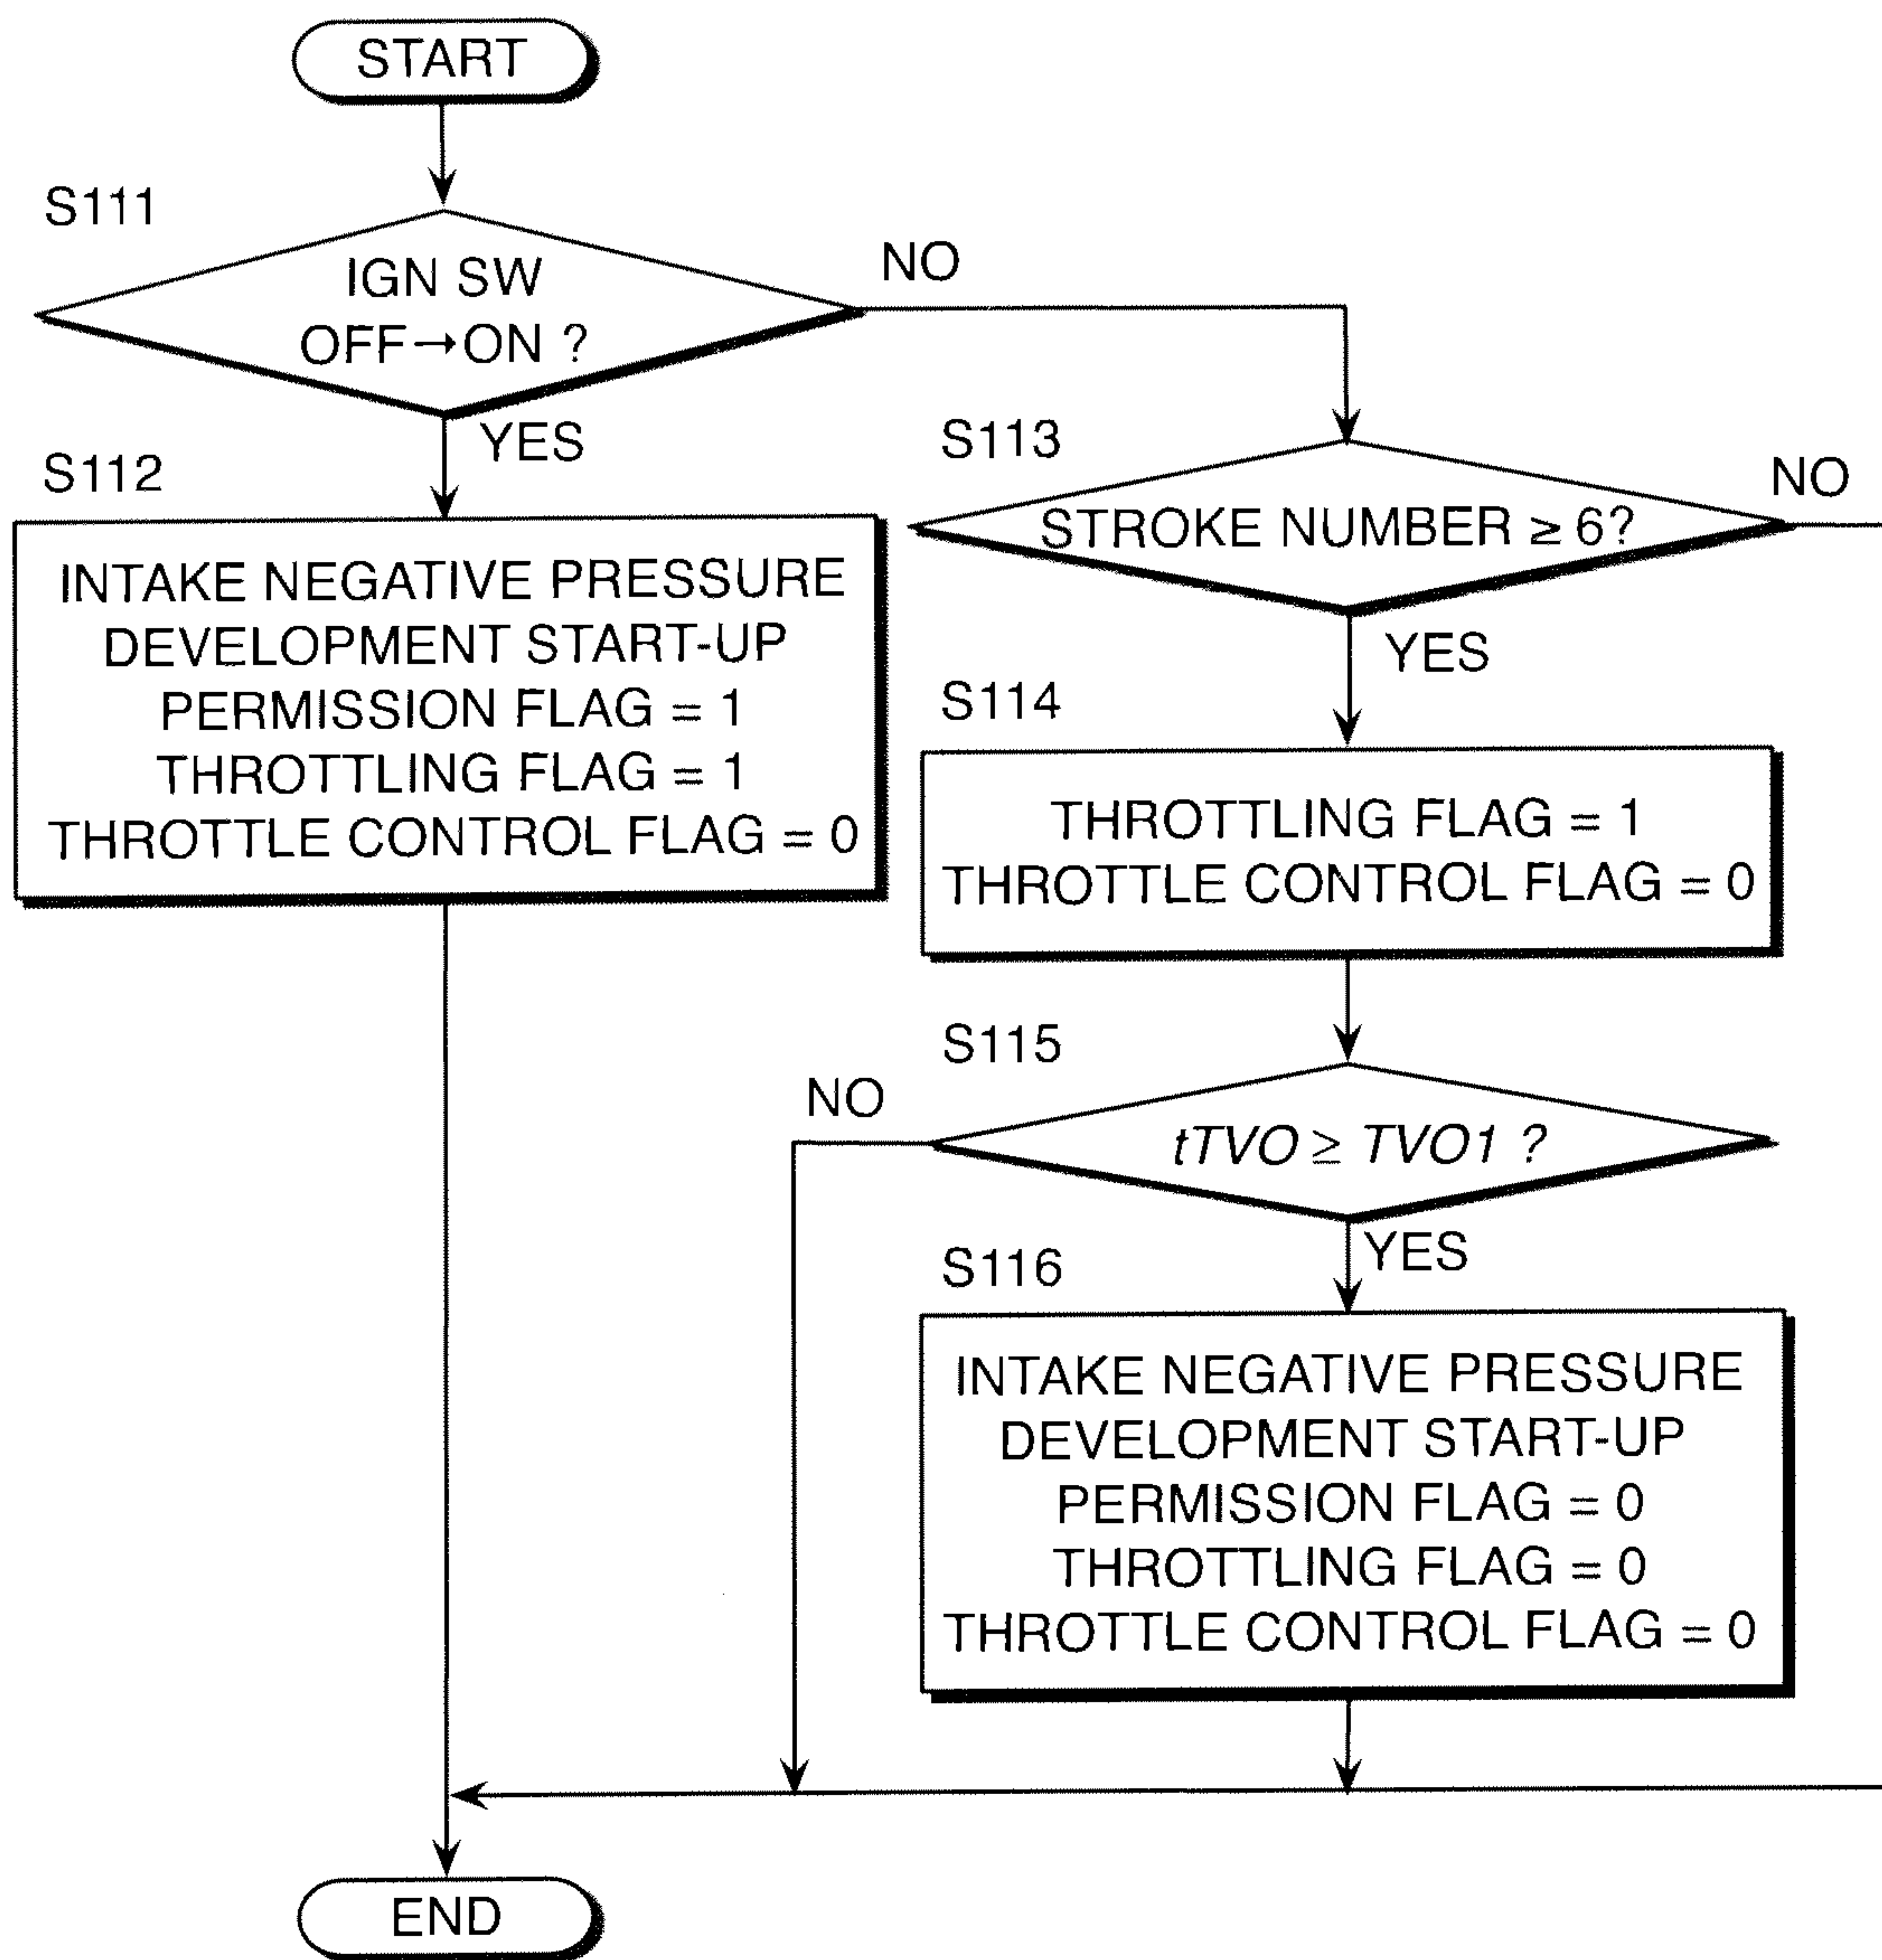 START
S111
IGN SW
OFF→ON ?
NO
YES
S112
INTAKE NEGATIVE PRESSURE
DEVELOPMENT START-UP
PERMISSION FLAG = 1
THROTTLING FLAG = 1
THROTTLE CONTROL FLAG = 0
S113
STROKE NUMBER ≥ 6?
NO
YES
S114
THROTTLING FLAG = 1
THROTTLE CONTROL FLAG = 0
S115
tTVO ≥ TVO1 ?
NO
YES
S116
INTAKE NEGATIVE PRESSURE
DEVELOPMENT START-UP
PERMISSION FLAG = 0
THROTTLING FLAG = 0
THROTTLE CONTROL FLAG = 0
END